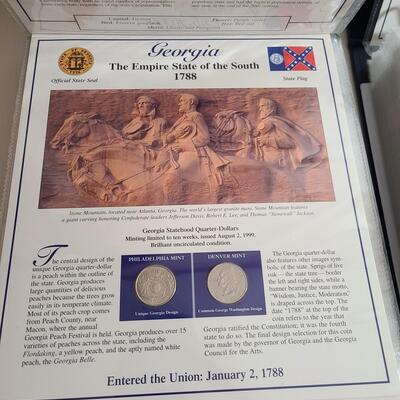 Capital: Trenton
Georgia
The Empire State of the South
1788
Official State Seal
State Flag
Stone Mountain, located near Atlanta, Georgia. The world's largest granite mass, Stone Mountain features
a giant carving honoring Confederate leaders Jefferson Davis, Robert E. Lee, and Thomas "Stonewall" Jackson.
Georgia Statehood Quarter-Dollars
Minting limited to ten weeks, issued August 2, 1999.
Brilliant uncirculated condition.
The central design of the
unique Georgia quarter-dollar
is a peach within the outline of
the state. Georgia produces
large quantities of delicious
peaches because the trees grow
easily in its temperate climate.
Most of its peach crop comes
from Peach County, near
Macon, where the annual
Georgia Peach Festival is held. Georgia produces over 15
varieties of peaches across the state, including the
Flordaking, a yellow peach, and the aptly named
white peach, the Georgia Belle.
PHILADELPHIA MINT
Unique Georgia Design
DENVER MINT
Common George Washington Design
The Georgia quarter-dollar
also features other images sym-
bolic of the state. Sprigs of live
oak — the state tree — border
the left and right sides, while a
banner bearing the state motto,
"Wisdom, Justice, Moderation,"
is draped across the top. The
date "1788" at the top of the
coin refers to the year that
Georgia ratified the Constitution; it was the fourth
state to do so. The final design selection for this coin
was made by the governor of Georgia and the Georgia
Council for the Arts.
Entered the Union: January 2, 1788